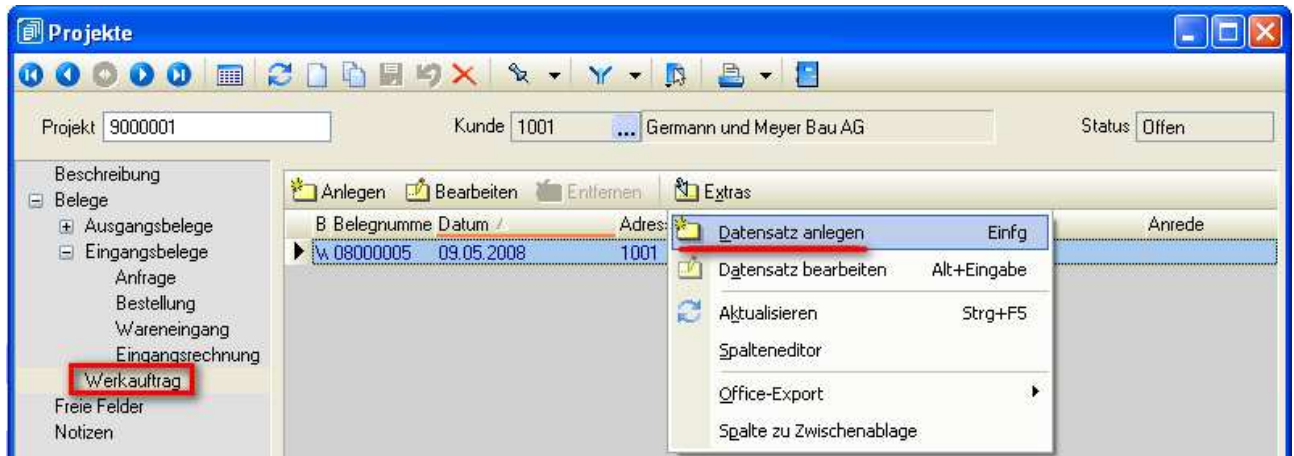 Projekte
Projekt 9000001 Kunde 1001 ... Germann und Meyer Bau AG Status Offen
Beschreibung
Belege
Ausgangsbelege
Eingangsbelege
Anfrage
Bestellung
Wareneingang
Eingangsrechnung
Werkauftrag
Freie Felder
Notizen
Anlegen Bearbeiten Entfernen Extras
B Belegnumme Datum Adres Anrede
08000005 09.05.2008 1001
Datensatz anlegen Einfg
Datensatz bearbeiten Alt+Eingabe
Aktualisieren Strg+F5
Spalteneditor
Office-Export
Spalte zu Zwischenablage